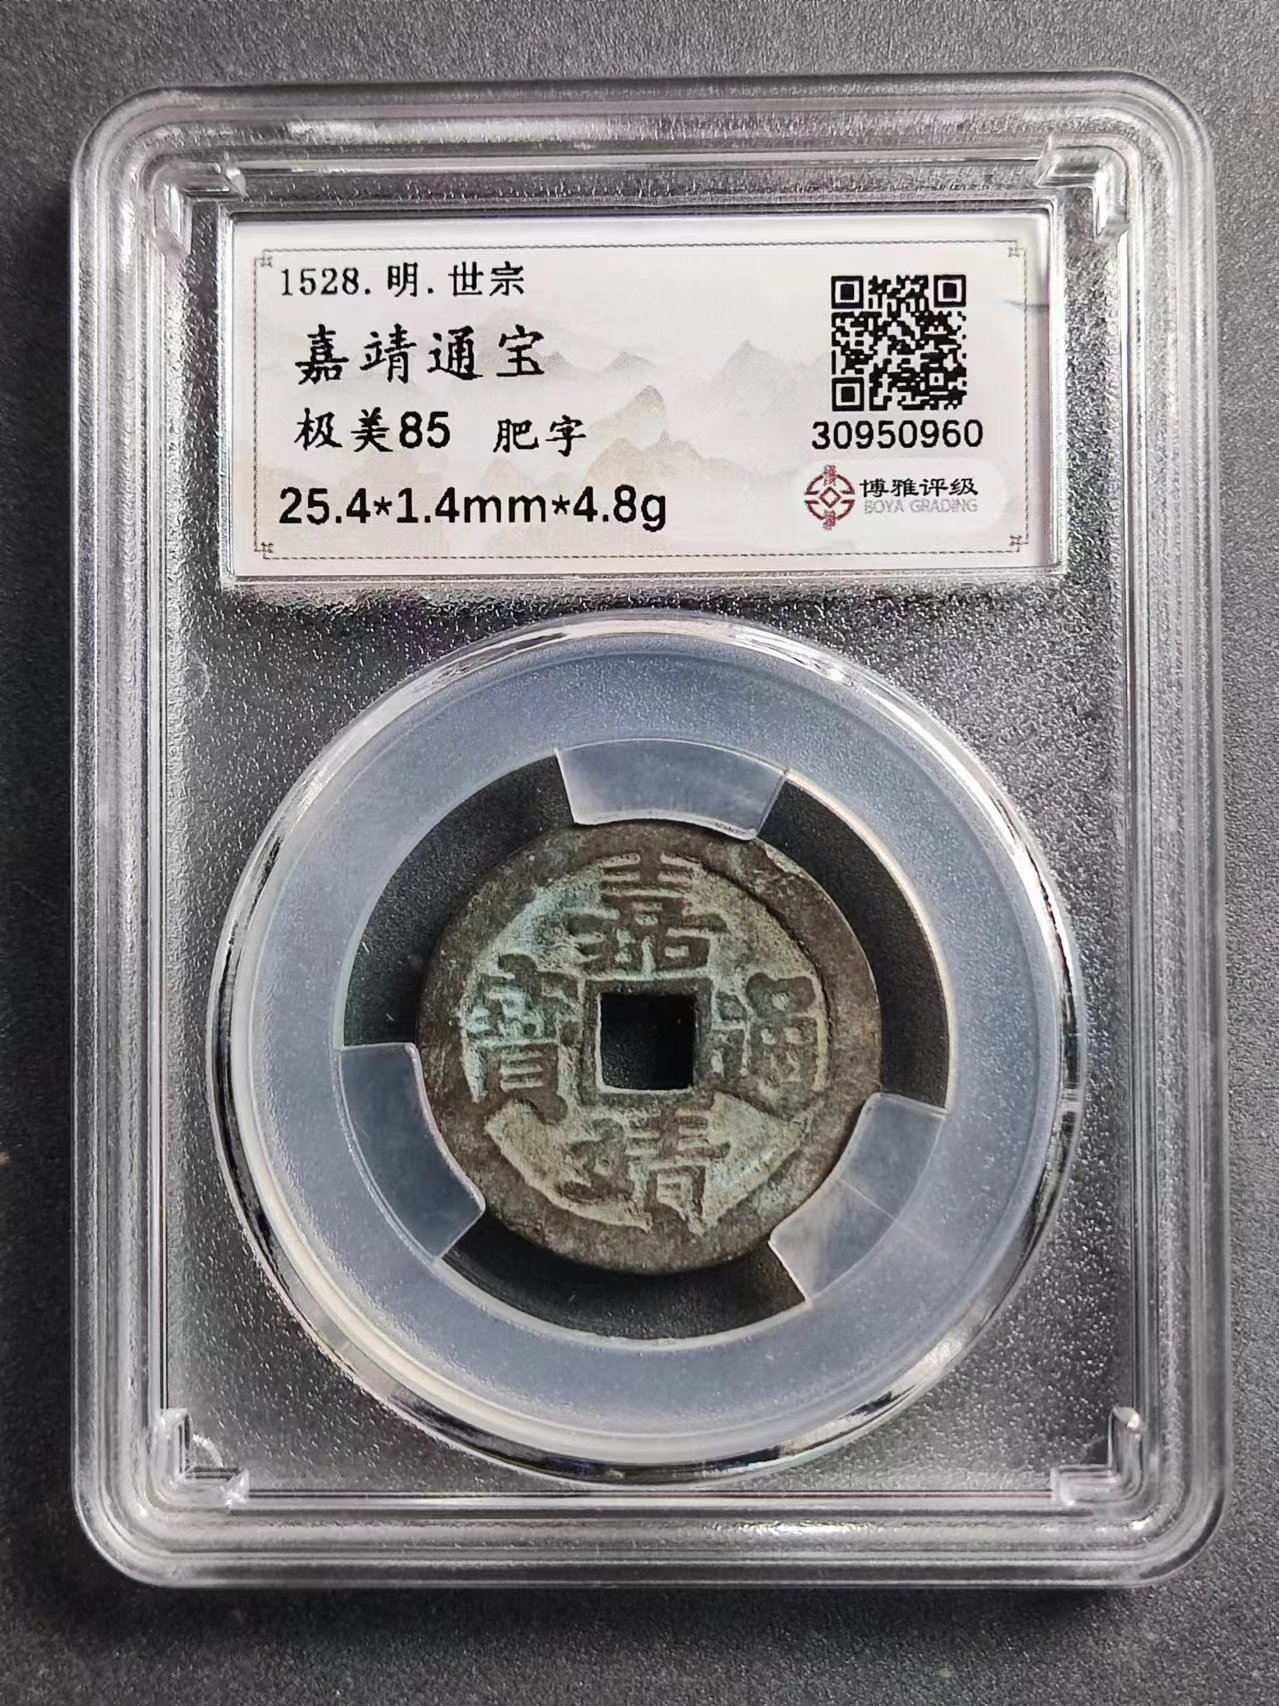 1528.明.世宗
嘉靖通宝
极美85 肥字
25.4*1.4mm*4.8g
30950960
博雅评级
BOYA GRADING
嘉
靖
通
寶